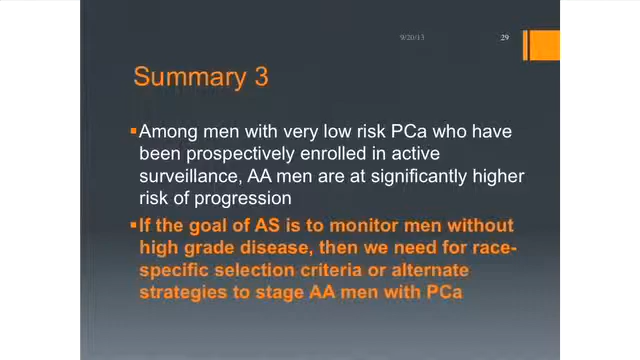 9/20/13
29
Summary 3
▪Among men with very low risk PCa who have
been prospectively enrolled in active
surveillance, AA men are at significantly higher
risk of progression
▪If the goal of AS is to monitor men without
high grade disease, then we need for race-
specific selection criteria or alternate
strategies to stage AA men with PCa